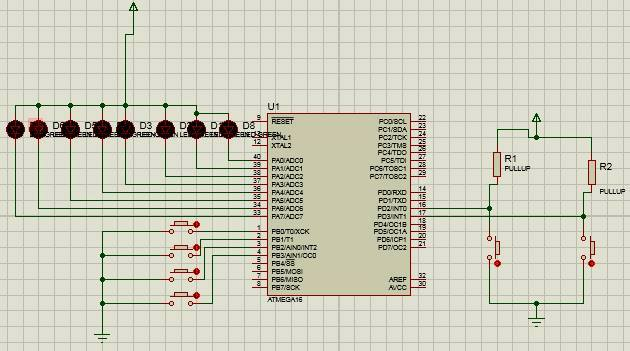 U1
9 RESET
XTAL1
12 XTAL2
40 PA0/ADC0
39 PA1/ADC1
38 PA2/ADC2
37 PA3/ADC3
36 PA4/ADC4
35 PA5/ADC5
34 PA6/ADC6
33 PA7/ADC7
1 PB0/T0/XCK
2 PB1/T1
3 PB2/AIN0/INT2
4 PB3/AIN1/OC0
5 PB4/SS
6 PB5/MOSI
7 PB6/MISO
8 PB7/SCK
PC0/SCL 22
PC1/SDA 23
PC2/TCK 24
PC3/TMS 25
PC4/TDO 26
PC5/TDI 27
PC6/TOSC1 28
PC7/TOSC2 29
PD0/RXD 14
PD1/TXD 15
PD2/INT0 16
PD3/INT1 17
PD4/OC1B 18
PD5/OC1A 19
PD6/ICP1 20
PD7/OC2 21
AREF 32
AVCC 30
ATMEGA16
D3
D8
R1
PULLUP
R2
PULLUP